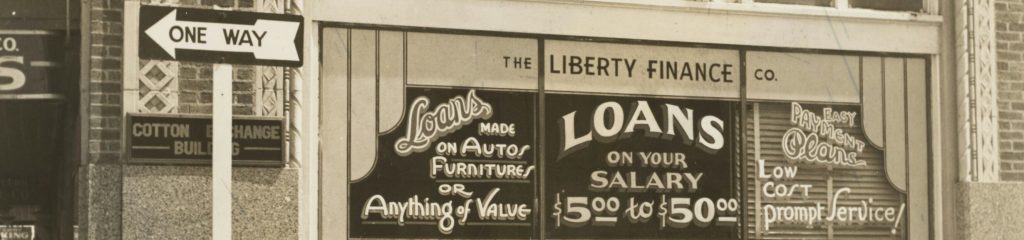 CO.
S
ONE WAY
COTTON EXCHANGE
BUILDING
THE LIBERTY FINANCE CO.
Loans MADE
ON AUTOS
FURNITURES
OR
Anything of Value
LOANS
ON YOUR
SALARY
$5.00 to $50.00
EASY
PAYMENT
Plans
LOW
COST
prompt Service!